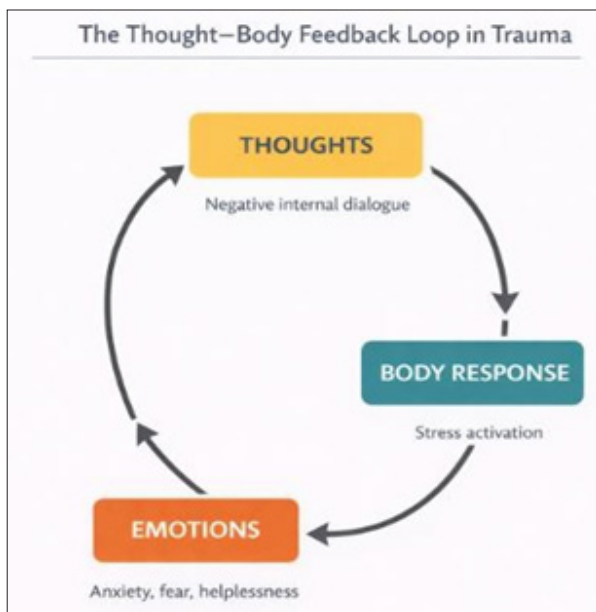 The Thought–Body Feedback Loop in Trauma
THOUGHTS
Negative internal dialogue
BODY RESPONSE
Stress activation
EMOTIONS
Anxiety, fear, helplessness